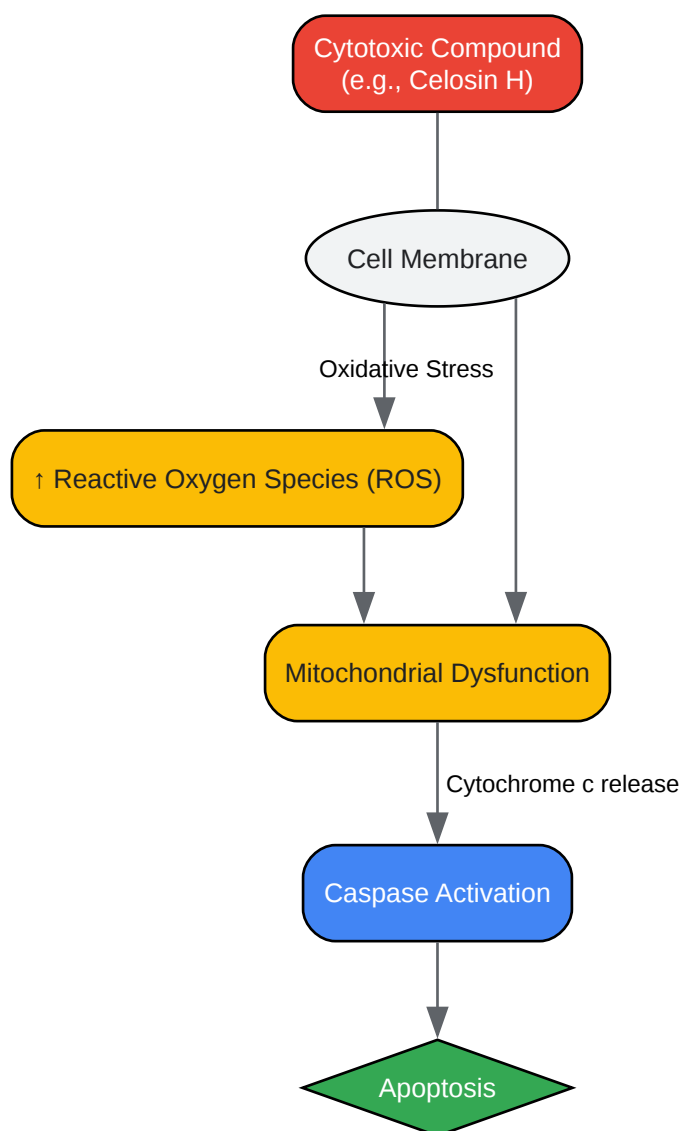 Cytotoxic Compound
(e.g., Celosin H)
Cell Membrane
Oxidative Stress
↑ Reactive Oxygen Species (ROS)
Mitochondrial Dysfunction
Cytochrome c release
Caspase Activation
Apoptosis